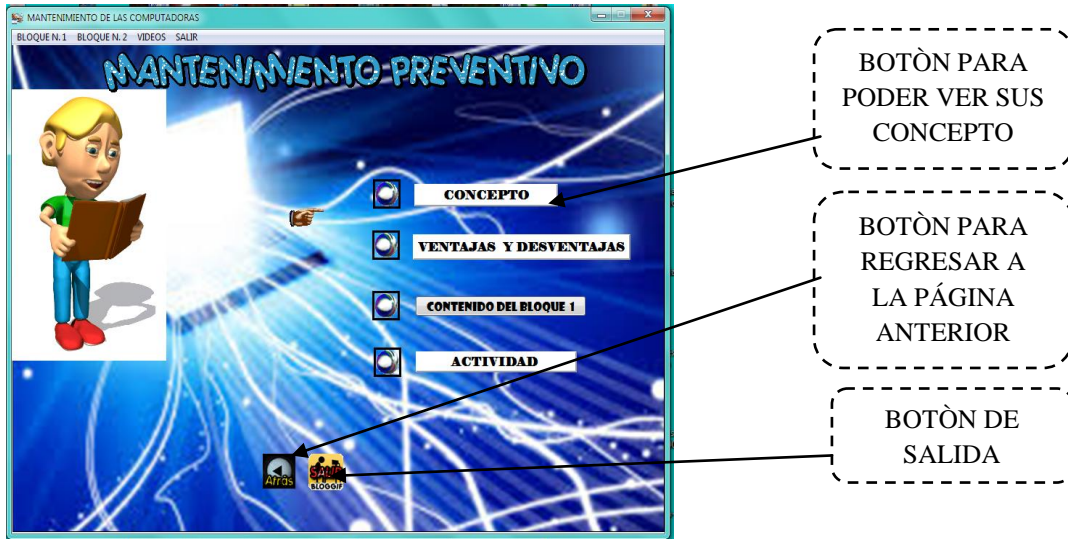 MANTENIMIENTO DE LAS COMPUTADORAS
BLOQUE N. 1 BLOQUE N. 2 VIDEOS SALIR
MANTENIMIENTO PREVENTIVO
CONCEPTO
VENTAJAS Y DESVENTAJAS
CONTENIDO DEL BLOQUE 1
ACTIVIDAD
Atrás
SALIR
BLOGGIF
BOTÒN PARA
PODER VER SUS
CONCEPTO
BOTÒN PARA
REGRESAR A
LA PÁGINA
ANTERIOR
BOTÒN DE
SALIDA